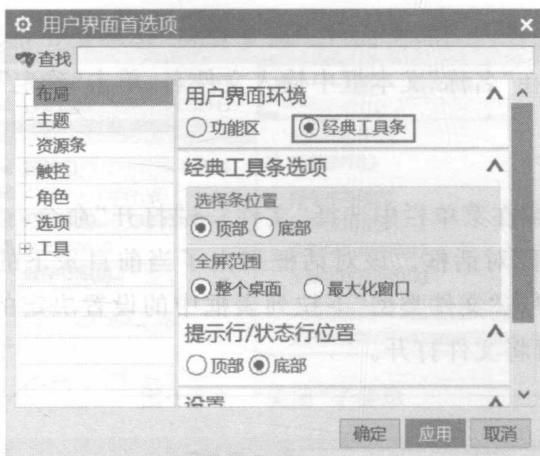 用户界面首选项
查找
布局
主题
资源条
触控
角色
选项
工具
用户界面环境
功能区 经典工具条
经典工具条选项
选择条位置
顶部 底部
全屏范围
整个桌面 最大化窗口
提示行/状态行位置
顶部 底部
设置
确定 应用 取消